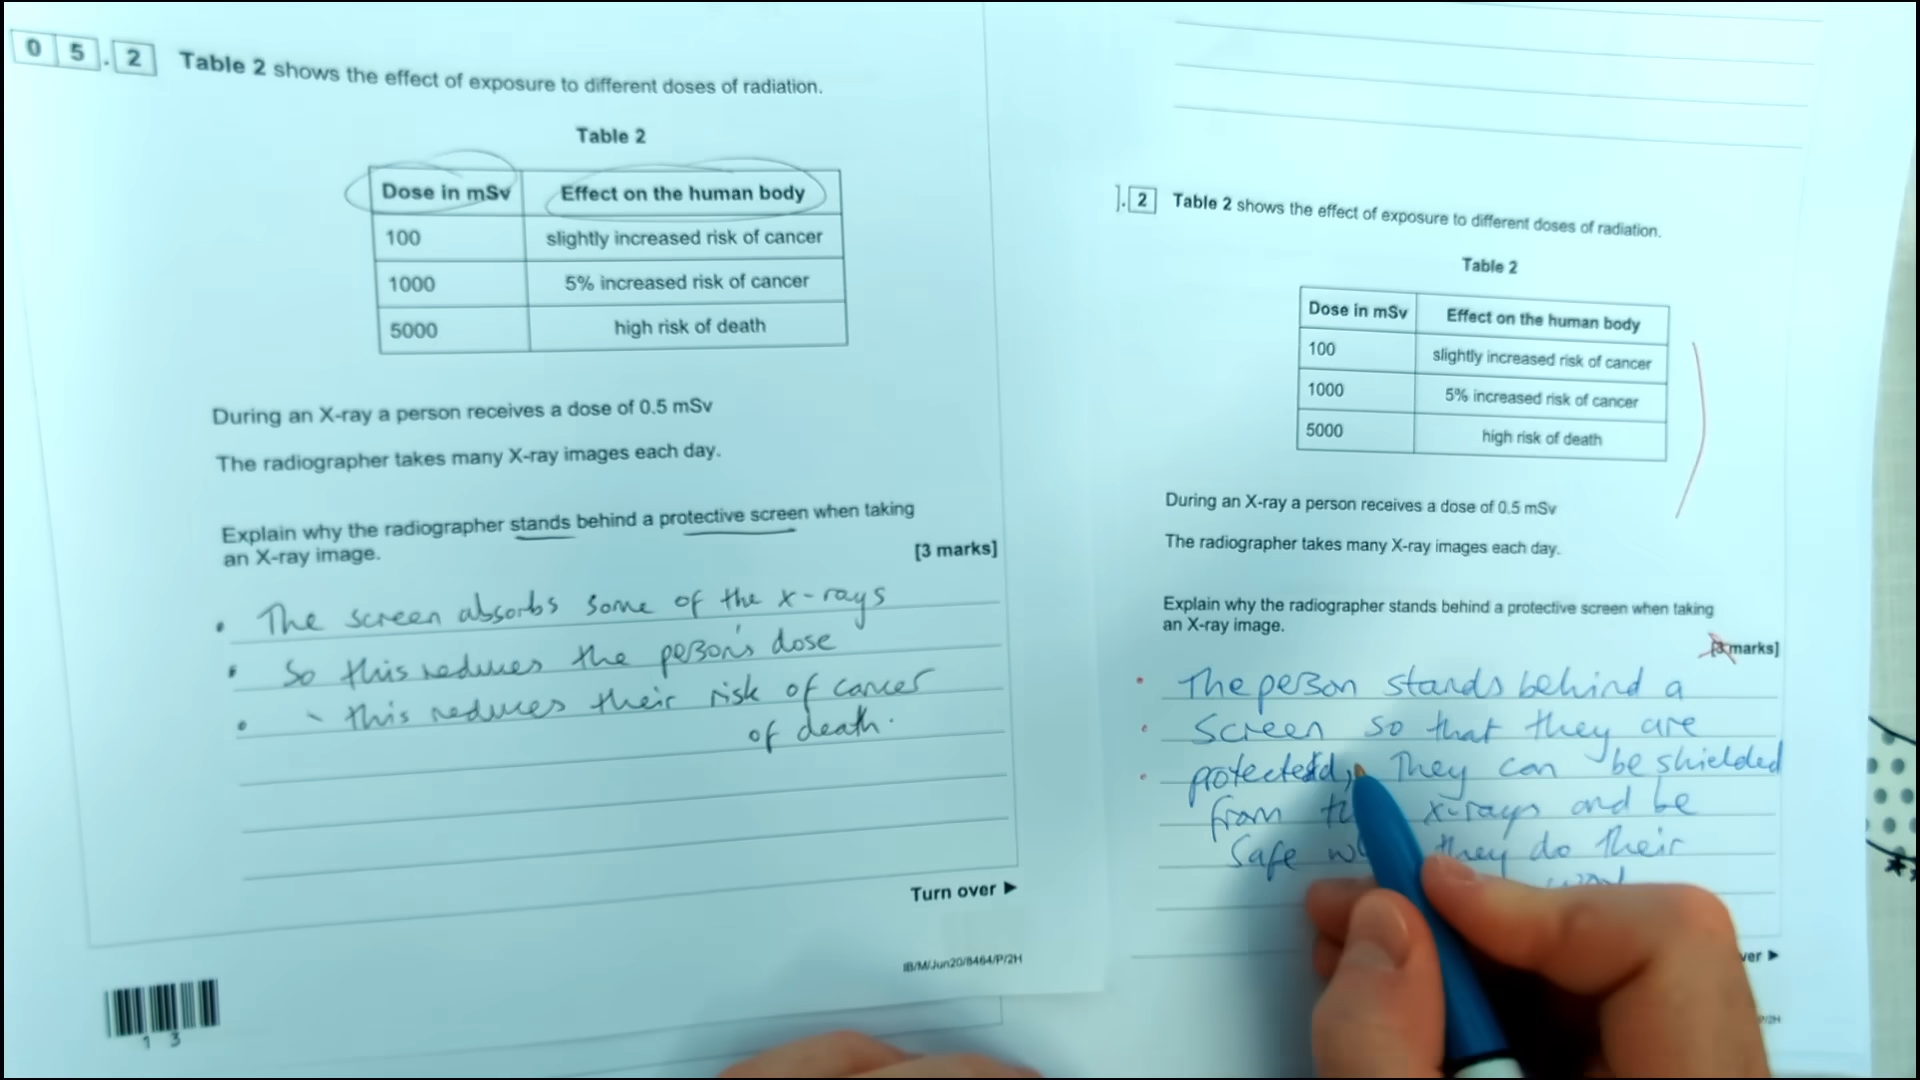 0 5 . 2 Table 2 shows the effect of exposure to different doses of radiation.
Table 2
Dose in mSv Effect on the human body
100 slightly increased risk of cancer
1000 5% increased risk of cancer
5000 high risk of death
During an X-ray a person receives a dose of 0.5 mSv
The radiographer takes many X-ray images each day.
Explain why the radiographer stands behind a protective screen when taking
an X-ray image.
[3 marks]
• The screen absorbs some of the x-rays
• So this reduces the person's dose
• this reduces their risk of cancer
of death.
Turn over ►
IB/M/Jun20/8464/P/2H
1 3
. 2 Table 2 shows the effect of exposure to different doses of radiation.
Table 2
Dose in mSv Effect on the human body
100 slightly increased risk of cancer
1000 5% increased risk of cancer
5000 high risk of death
During an X-ray a person receives a dose of 0.5 mSv
The radiographer takes many X-ray images each day.
Explain why the radiographer stands behind a protective screen when taking
an X-ray image.
[3 marks]
• The person stands behind a
• Screen so that they are
• protected, They can be shielded
from x-rays and be
Safe they do their
ver ►
P/2H